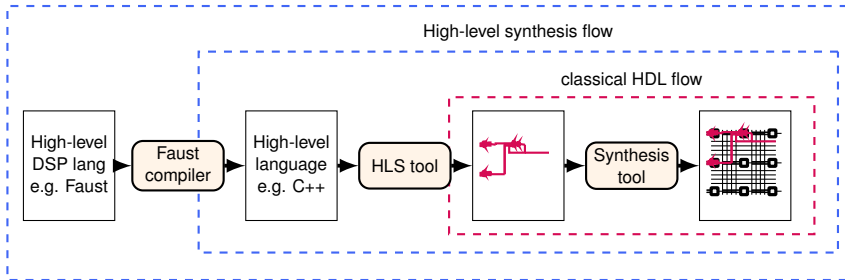 High-level synthesis flow
classical HDL flow
High-level
DSP lang
e.g. Faust
Faust
compiler
High-level
language
e.g. C++
HLS tool
Synthesis
tool